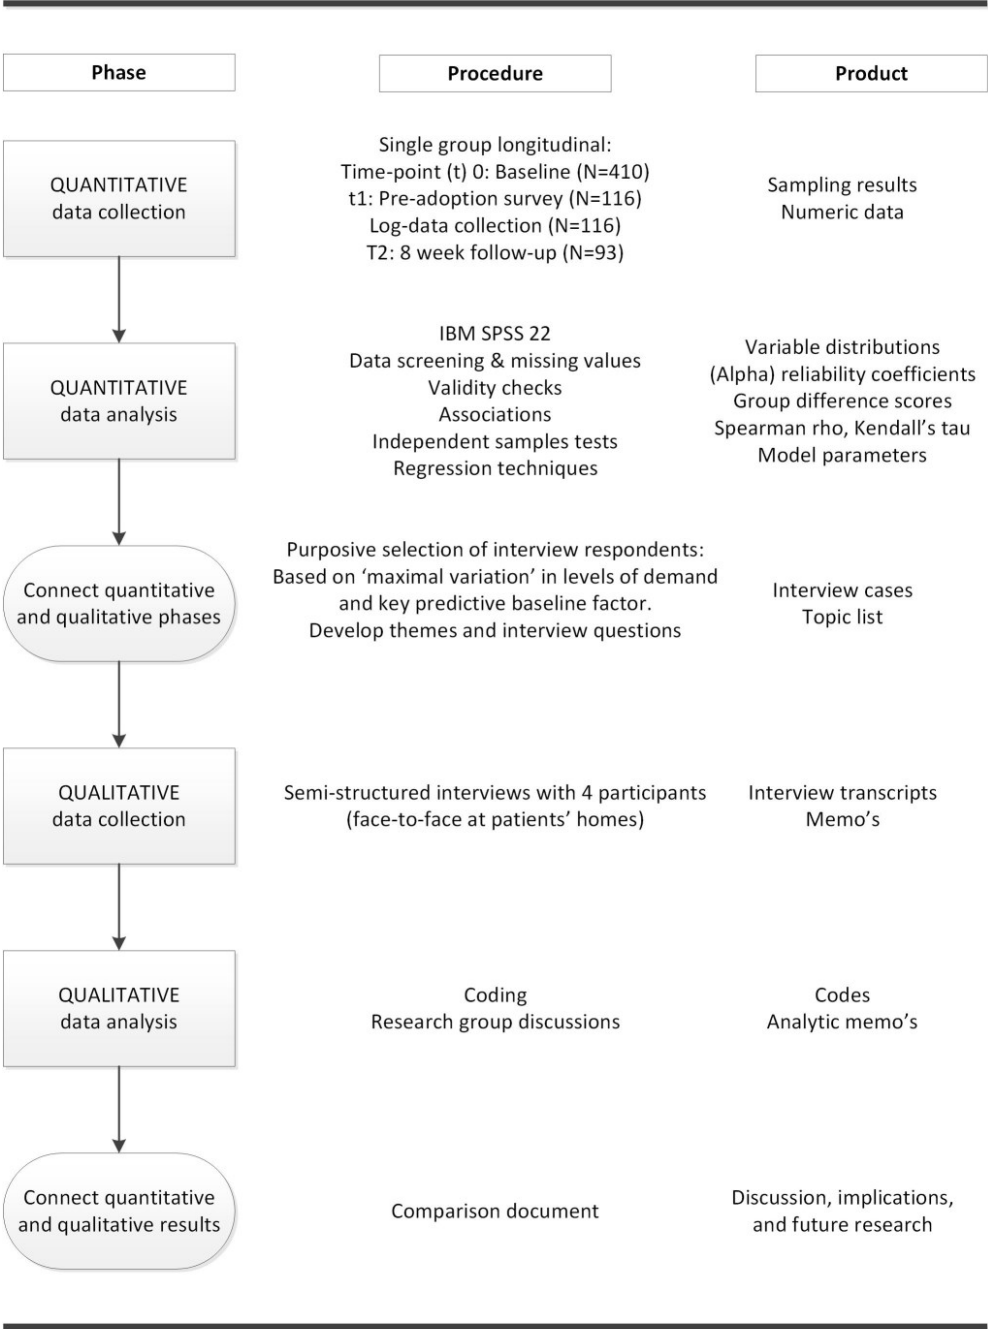 Phase
Procedure
Product
QUANTITATIVE
data collection
Single group longitudinal:
Time-point (t) 0: Baseline (N=410)
t1: Pre-adoption survey (N=116)
Log-data collection (N=116)
T2: 8 week follow-up (N=93)
Sampling results
Numeric data
QUANTITATIVE
data analysis
IBM SPSS 22
Data screening & missing values
Validity checks
Associations
Independent samples tests
Regression techniques
Variable distributions
(Alpha) reliability coefficients
Group difference scores
Spearman rho, Kendall’s tau
Model parameters
Connect quantitative
and qualitative phases
Purposive selection of interview respondents:
Based on ‘maximal variation’ in levels of demand
and key predictive baseline factor.
Develop themes and interview questions
Interview cases
Topic list
QUALITATIVE
data collection
Semi-structured interviews with 4 participants
(face-to-face at patients’ homes)
Interview transcripts
Memo’s
QUALITATIVE
data analysis
Coding
Research group discussions
Codes
Analytic memo’s
Connect quantitative
and qualitative results
Comparison document
Discussion, implications,
and future research